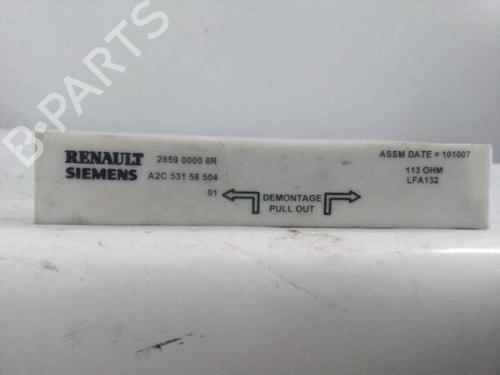 RENAULT 2859 0000 6R ASSM DATE = 101007
SIEMENS A2C 531 58 504 113 OHM
LFA132
01 DEMONTAGE
PULL OUT
B-PARTS